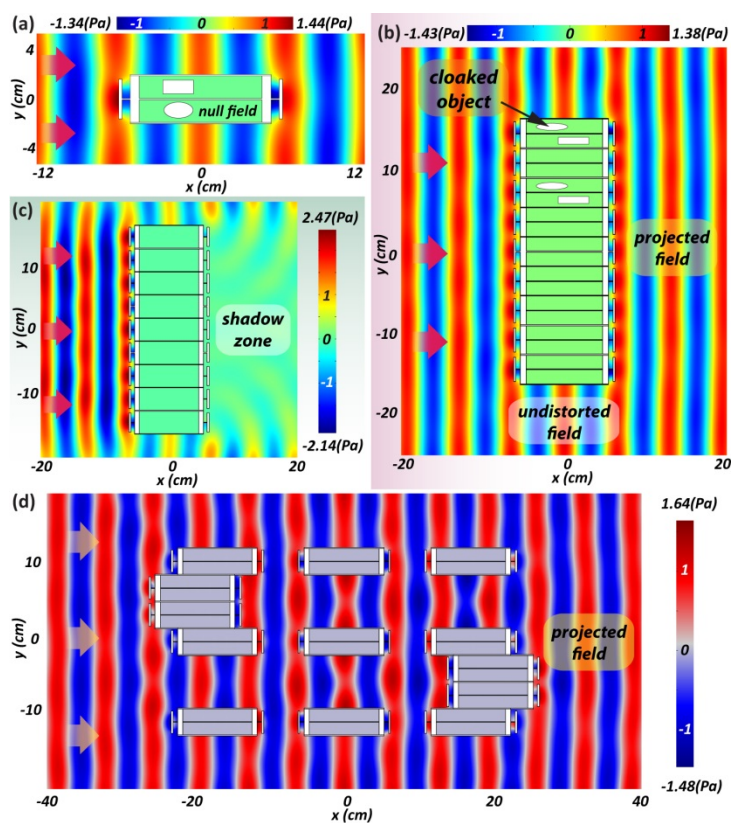 (a)
-1.34(Pa) -1 0 1 1.44(Pa)
y (cm)
4
0
-4
null field
-12 -6 0 6 12
x (cm)
(b)
-1.43(Pa) -1 0 1 1.38(Pa)
cloaked
object
y (cm)
20
10
0
-10
-20
projected
field
undistorted
field
-20 -10 0 10 20
x (cm)
(c)
2.47(Pa)
2
1
0
-1
-2.14(Pa)
y (cm)
10
0
-10
shadow
zone
-20 0 20
x (cm)
(d)
1.64(Pa)
1
0
-1
-1.48(Pa)
y (cm)
10
0
-10
projected
field
-40 -20 0 20 40
x (cm)